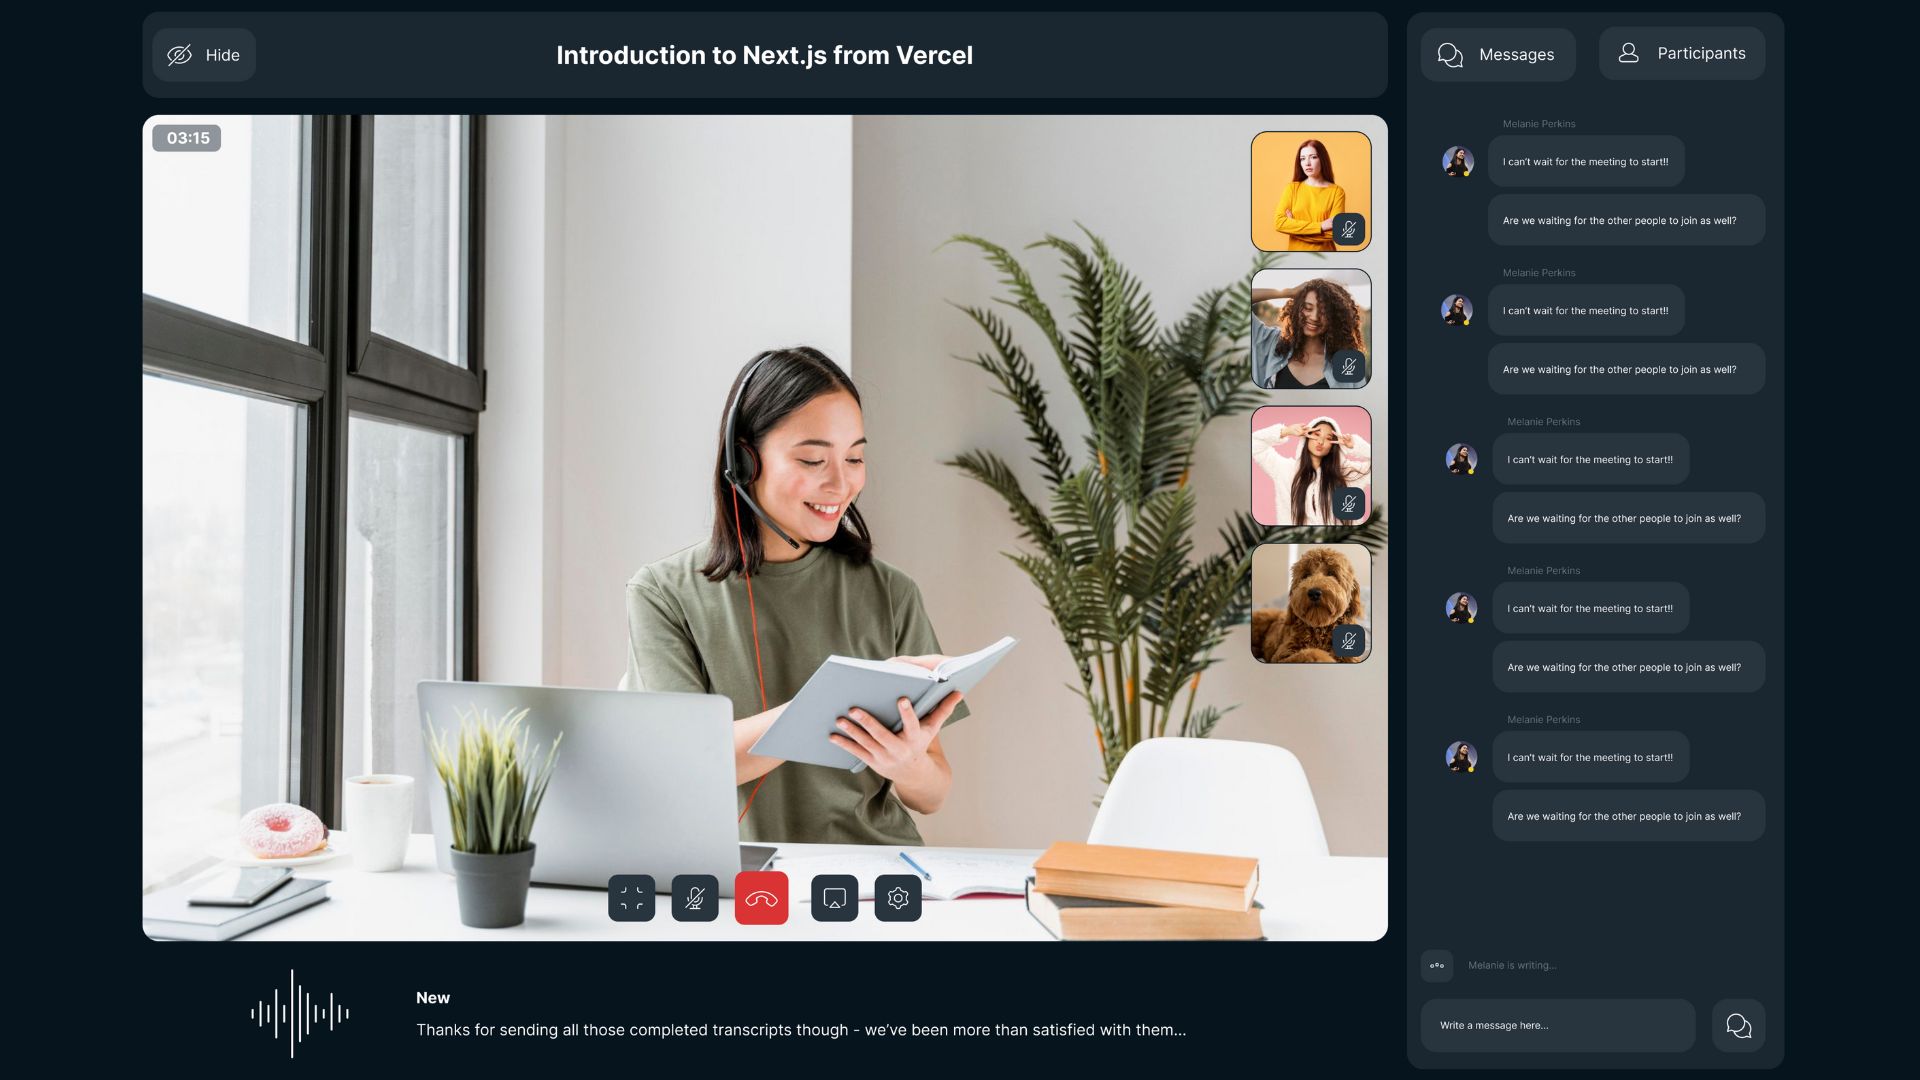 Hide
Introduction to Next.js from Vercel
03:15
Messages
Participants
Melanie Perkins
I can't wait for the meeting to start!!
Are we waiting for the other people to join as well?
Melanie Perkins
I can't wait for the meeting to start!!
Are we waiting for the other people to join as well?
Melanie Perkins
I can't wait for the meeting to start!!
Are we waiting for the other people to join as well?
Melanie Perkins
I can't wait for the meeting to start!!
Are we waiting for the other people to join as well?
Melanie Perkins
I can't wait for the meeting to start!!
Are we waiting for the other people to join as well?
Melanie is writing...
Write a message here...
New
Thanks for sending all those completed transcripts though - we've been more than satisfied with them...